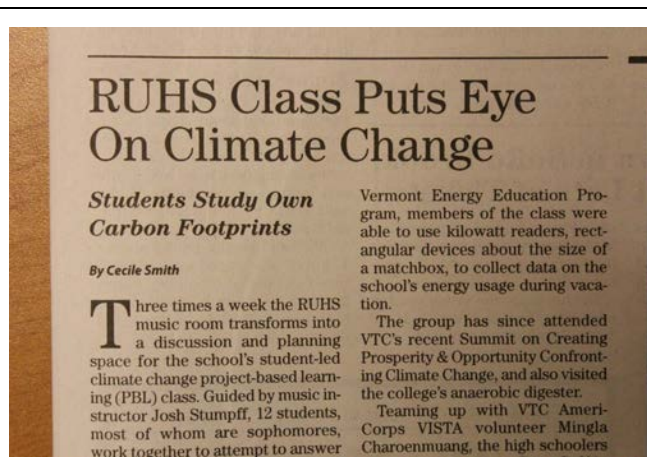 RUHS Class Puts Eye
On Climate Change
Students Study Own
Carbon Footprints
By Cecile Smith
Three times a week the RUHS
music room transforms into
a discussion and planning
space for the school's student-led
climate change project-based learn-
ing (PBL) class. Guided by music in-
structor Josh Stumpff, 12 students,
most of whom are sophomores,
work together to attempt to answer
Vermont Energy Education Pro-
gram, members of the class were
able to use kilowatt readers, rect-
angular devices about the size of
a matchbox, to collect data on the
school's energy usage during vaca-
tion.
The group has since attended
VTC's recent Summit on Creating
Prosperity & Opportunity Confront-
ing Climate Change, and also visited
the college's anaerobic digester.
Teaming up with VTC Ameri-
Corps VISTA volunteer Mingla
Charoenmuang, the high schoolers